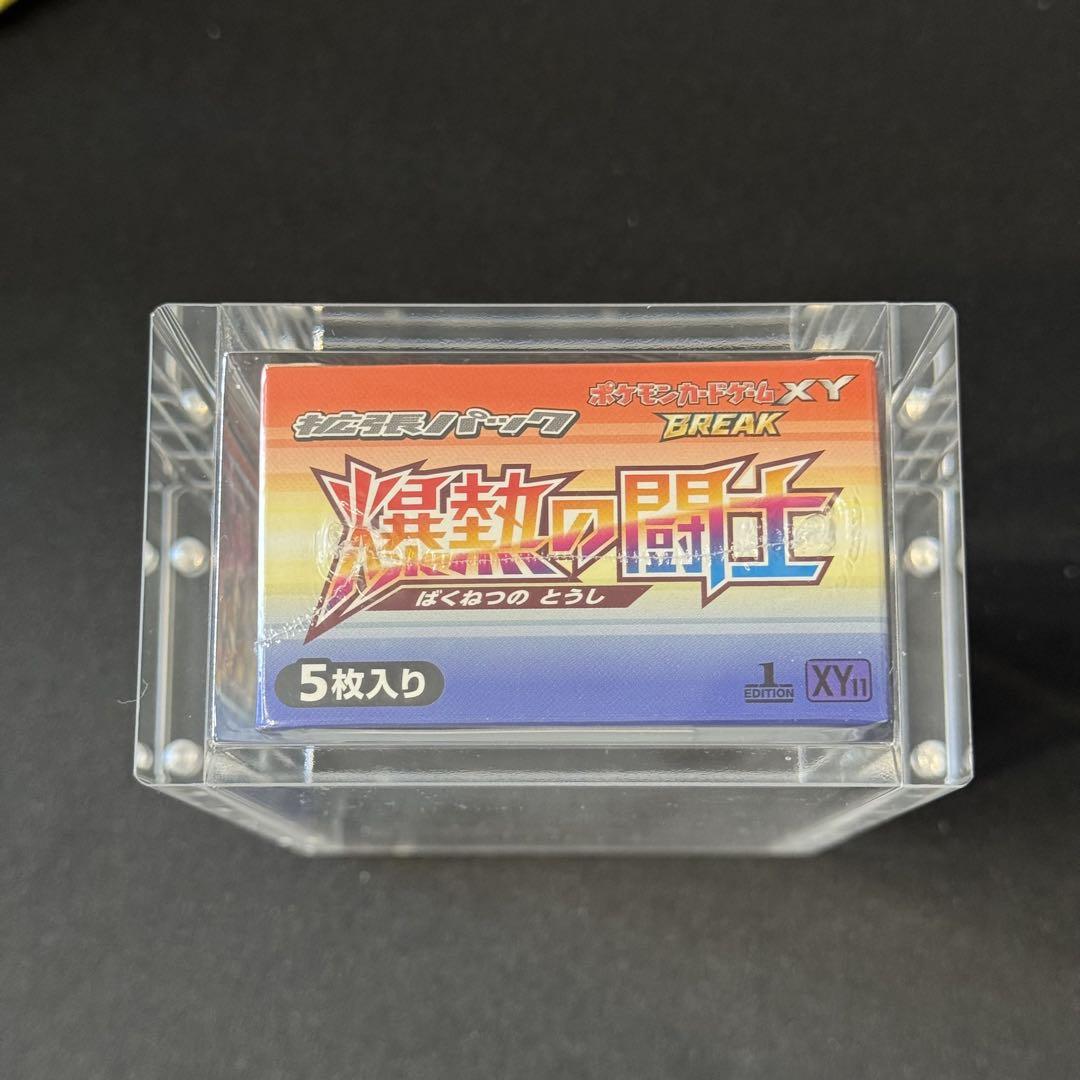 ポケモンカードゲームXY
BREAK
拡張パック
爆熱の闘士
ばくねつの とうし
5枚入り
1
EDITION
XY11